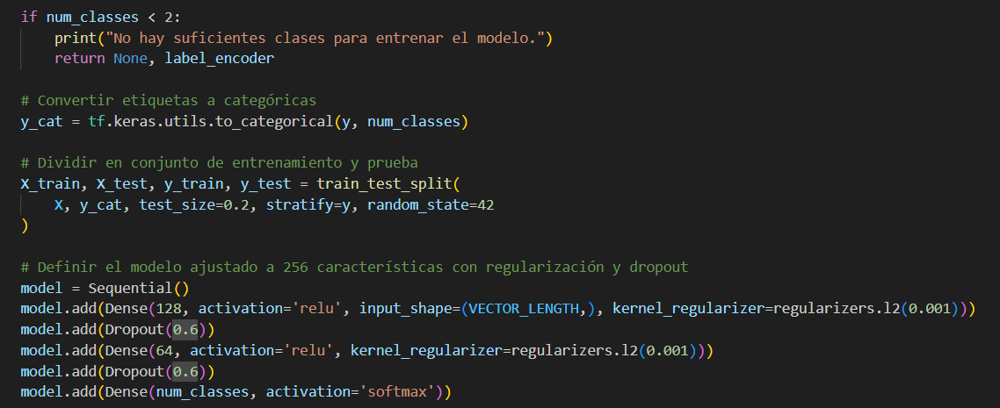 if num_classes < 2:
    print("No hay suficientes clases para entrenar el modelo.")
    return None, label_encoder

# Convertir etiquetas a categóricas
y_cat = tf.keras.utils.to_categorical(y, num_classes)

# Dividir en conjunto de entrenamiento y prueba
X_train, X_test, y_train, y_test = train_test_split(
    X, y_cat, test_size=0.2, stratify=y, random_state=42
)

# Definir el modelo ajustado a 256 características con regularización y dropout
model = Sequential()
model.add(Dense(128, activation='relu', input_shape=(VECTOR_LENGTH,), kernel_regularizer=regularizers.l2(0.001)))
model.add(Dropout(0.6))
model.add(Dense(64, activation='relu', kernel_regularizer=regularizers.l2(0.001)))
model.add(Dropout(0.6))
model.add(Dense(num_classes, activation='softmax'))